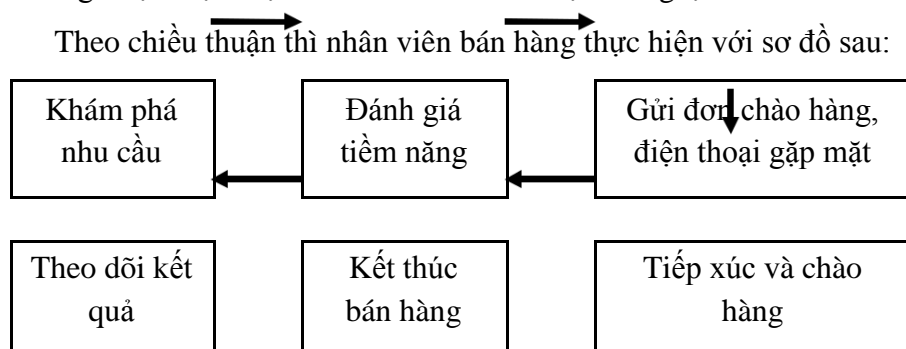 Theo chiều thuận thì nhân viên bán hàng thực hiện với sơ đồ sau:
Khám phá
nhu cầu
Đánh giá
tiềm năng
Gửi đơn chào hàng,
điện thoại gặp mặt
Theo dõi kết
quả
Kết thúc
bán hàng
Tiếp xúc và chào
hàng